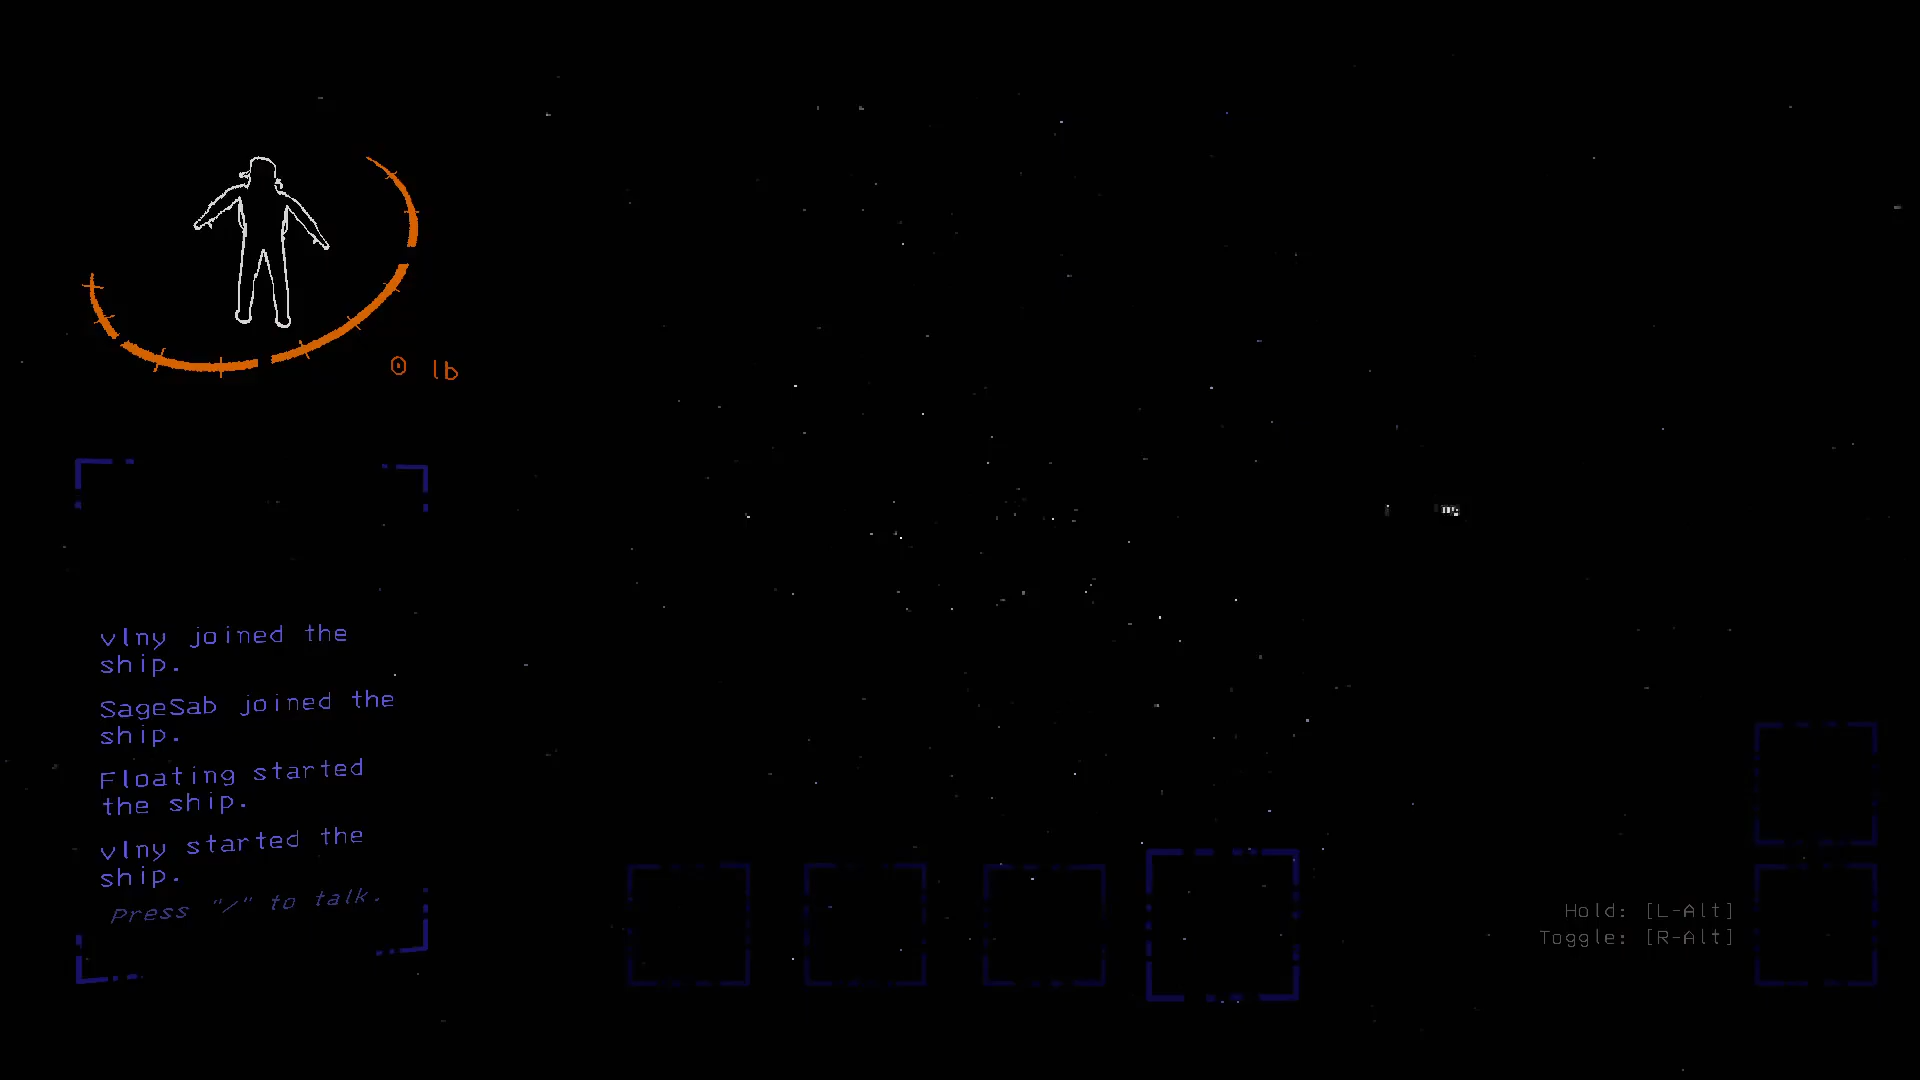 0 lb
vlny joined the
ship.
SageSab joined the
ship.
Floating started
the ship.
vlny started the
ship.
Press "/" to talk.
Hold: [L-Alt]
Toggle: [R-Alt]